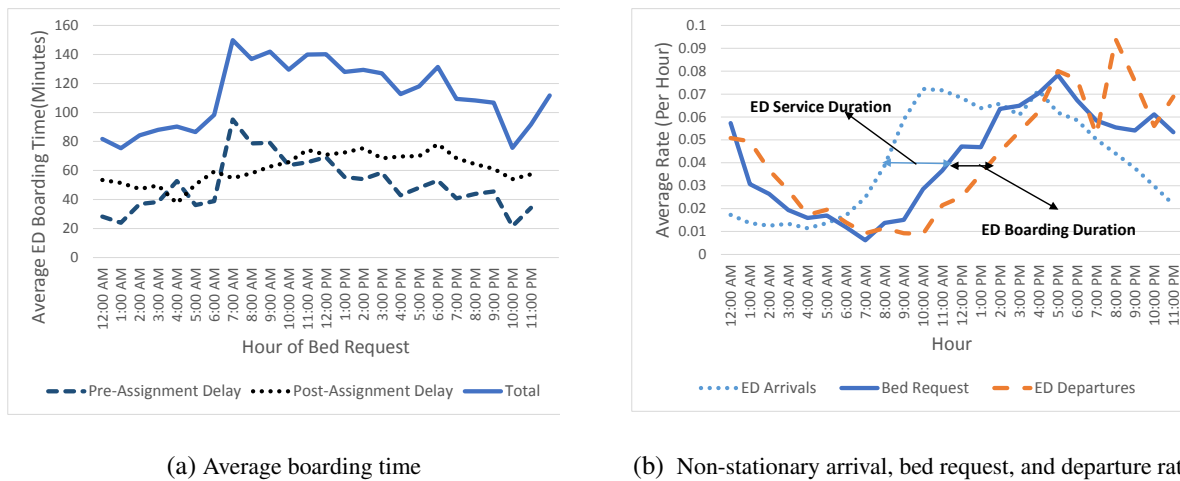 Average ED Boarding Time(Minutes)
160
140
120
100
80
60
40
20
0
12:00 AM
1:00 AM
2:00 AM
3:00 AM
4:00 AM
5:00 AM
6:00 AM
7:00 AM
8:00 AM
9:00 AM
10:00 AM
11:00 AM
12:00 PM
1:00 PM
2:00 PM
3:00 PM
4:00 PM
5:00 PM
6:00 PM
7:00 PM
8:00 PM
9:00 PM
10:00 PM
11:00 PM
Hour of Bed Request
Pre-Assignment Delay Post-Assignment Delay Total
(a) Average boarding time
Average Rate (Per Hour)
0.1
0.09
0.08
0.07
0.06
0.05
0.04
0.03
0.02
0.01
0
ED Service Duration
ED Boarding Duration
12:00 AM
1:00 AM
2:00 AM
3:00 AM
4:00 AM
5:00 AM
6:00 AM
7:00 AM
8:00 AM
9:00 AM
10:00 AM
11:00 AM
12:00 PM
1:00 PM
2:00 PM
3:00 PM
4:00 PM
5:00 PM
6:00 PM
7:00 PM
8:00 PM
9:00 PM
10:00 PM
11:00 PM
Hour
ED Arrivals Bed Request ED Departures
(b) Non-stationary arrival, bed request, and departure rat